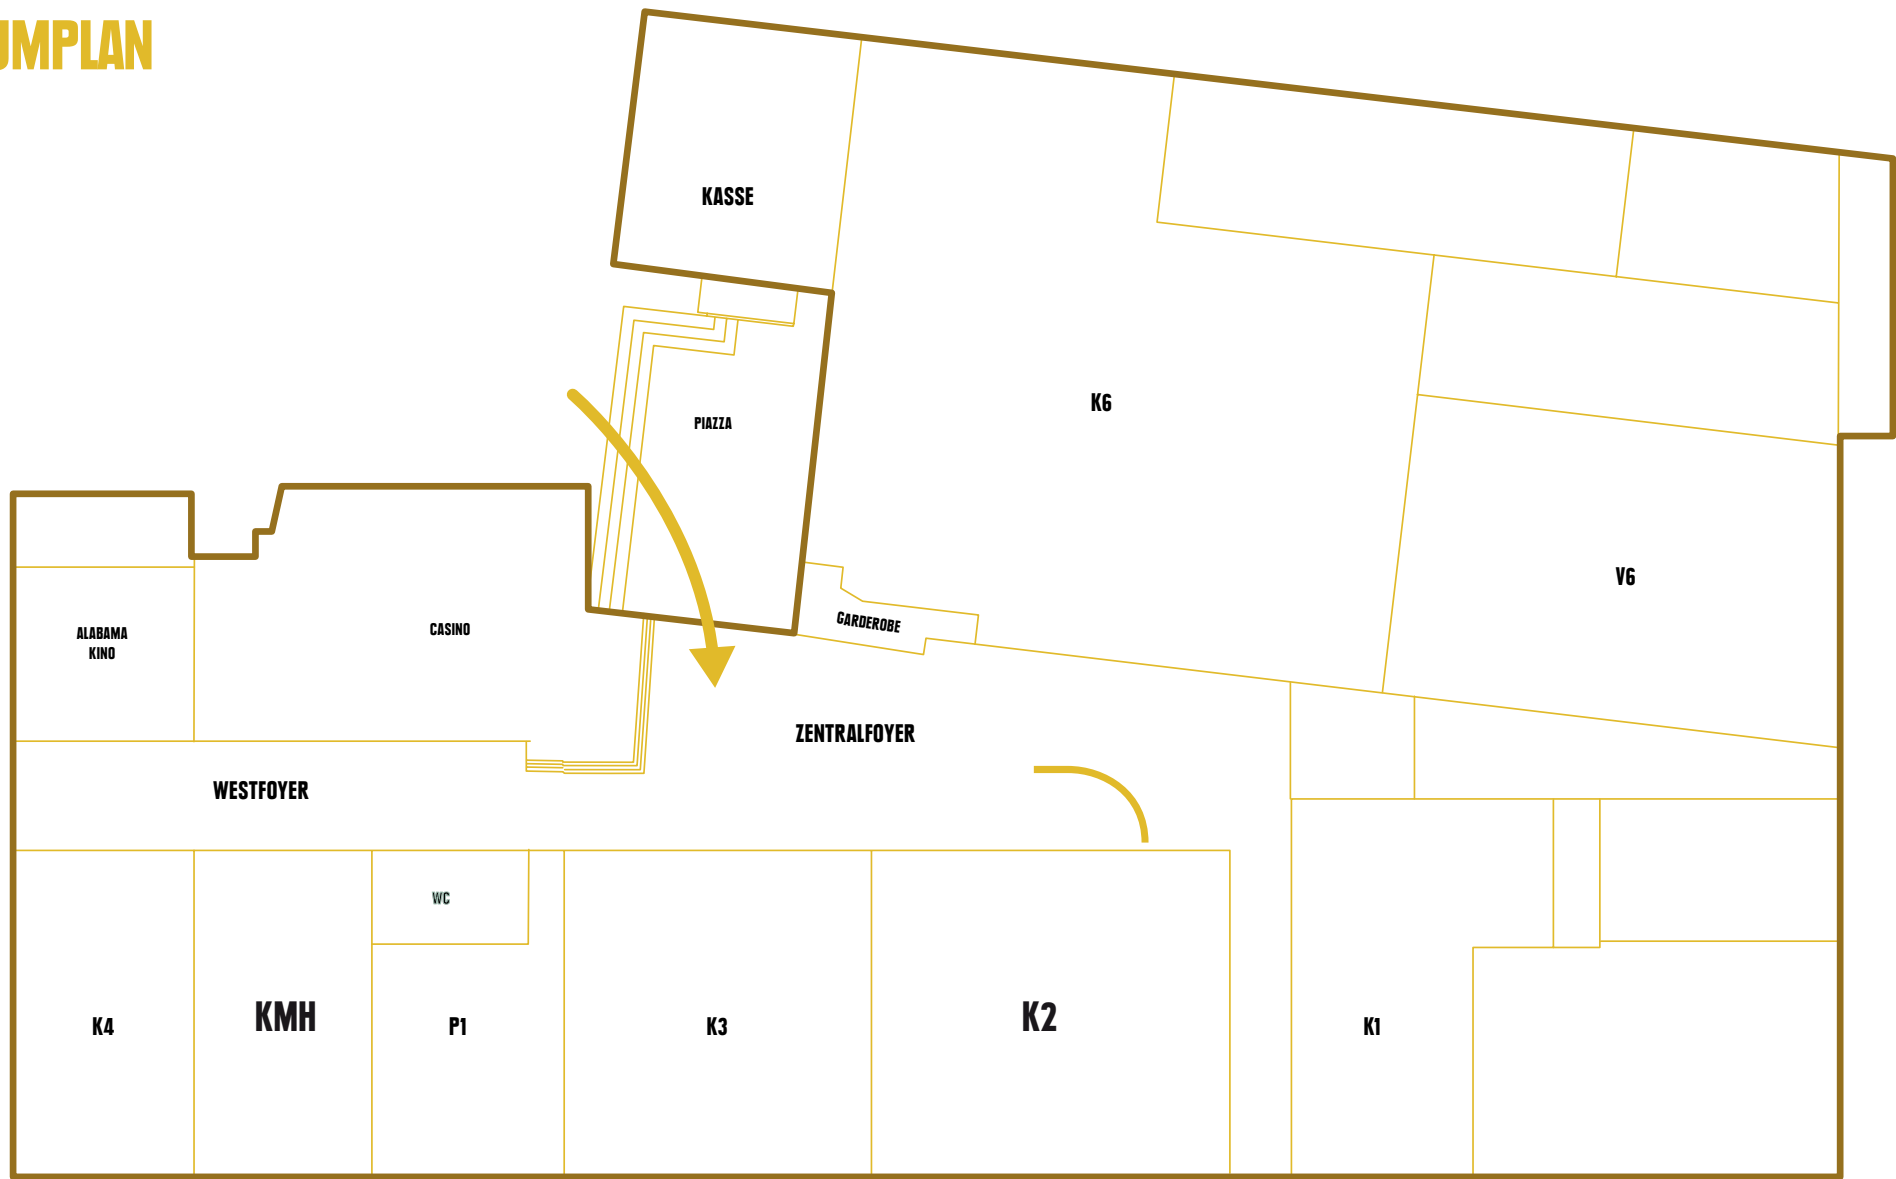 UMPLAN
KASSE
K6
PIAZZA
V6
GARDEROBE
ALABAMA
KINO
CASINO
ZENTRALFOYER
WESTFOYER
WC
K4
KMH
P1
K3
K2
K1